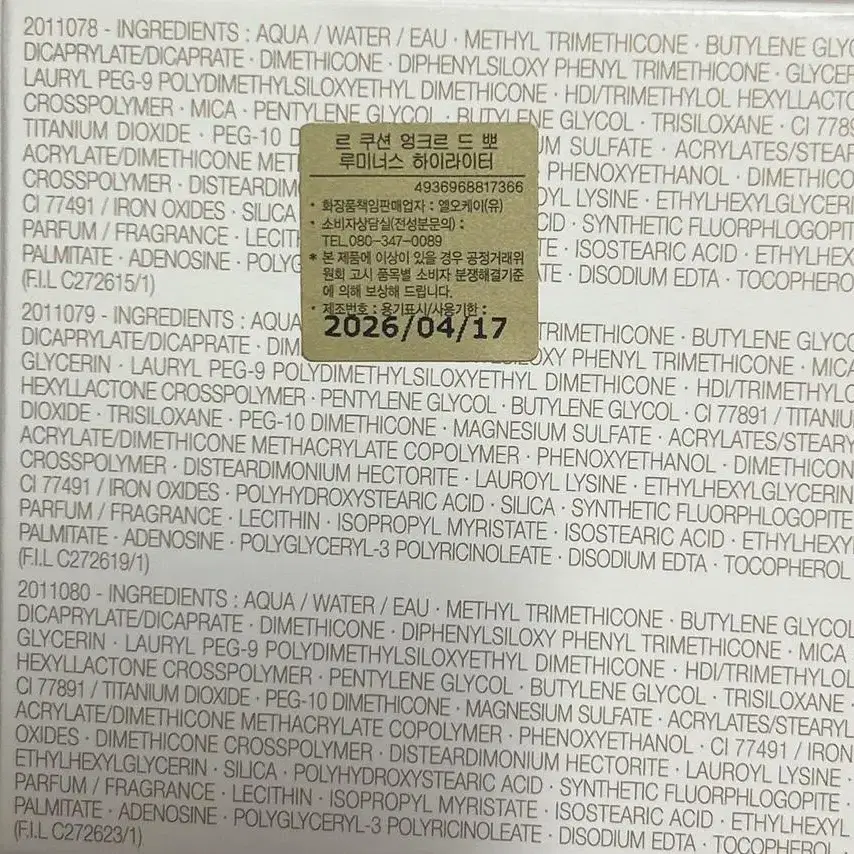 2011078 - INGREDIENTS : AQUA / WATER / EAU · METHYL TRIMETHICONE · BUTYLENE GLYC
DICAPRYLATE/DICAPRATE · DIMETHICONE · DIPHENYLSILOXY PHENYL TRIMETHICONE · GLYCER
LAURYL PEG-9 POLYDIMETHYLSILOXYETHYL DIMETHICONE · HDI/TRIMETHYLOL HEXYLLACTO
CROSSPOLYMER · MICA · PENTYLENE GLYCOL · BUTYLENE GLYCOL · TRISILOXANE · CI 7789
TITANIUM DIOXIDE · PEG-10 D UM SULFATE · ACRYLATES/STEAR
ACRYLATE/DIMETHICONE MET PHENOXYETHANOL · DIMETHICO
CROSSPOLYMER · DISTEARDIM YL LYSINE · ETHYLHEXYLGLYCERI
CI 77491 / IRON OXIDES · SILICA CID · SYNTHETIC FLUORPHLOGOPIT
PARFUM / FRAGRANCE · LECITH TE · ISOSTEARIC ACID · ETHYLHEX
PALMITATE · ADENOSINE · POLYG E · DISODIUM EDTA · TOCOPHERO
(F.I.L C272615/1)
르 쿠션 엉크르 드 뽀
루미너스 하이라이터
4936968817366
* 화장품책임판매업자 : 엘오케이(유)
* 소비자상담실(전성분문의) :
TEL.080-347-0089
* 본 제품에 이상이 있을 경우 공정거래위
원회 고시 품목별 소비자 분쟁해결기준
에 의해 보상해 드립니다.
* 제조번호 : 용기표시/사용기한 :
2026/04/17
2011079 - INGREDIENTS : AQUA TRIMETHICONE · BUTYLENE GLYCO
DICAPRYLATE/DICAPRATE · DIM OXY PHENYL TRIMETHICONE · MICA
GLYCERIN · LAURYL PEG-9 POLYDIMETHYLSILOXYETHYL DIMETHICONE · HDI/TRIMETHYLO
HEXYLLACTONE CROSSPOLYMER · PENTYLENE GLYCOL · BUTYLENE GLYCOL · CI 77891 / TITANIU
DIOXIDE · TRISILOXANE · PEG-10 DIMETHICONE · MAGNESIUM SULFATE · ACRYLATES/STEARY
ACRYLATE/DIMETHICONE METHACRYLATE COPOLYMER · PHENOXYETHANOL · DIMETHICON
CROSSPOLYMER · DISTEARDIMONIUM HECTORITE · LAUROYL LYSINE · ETHYLHEXYLGLYCERIN
CI 77491 / IRON OXIDES · POLYHYDROXYSTEARIC ACID · SILICA · SYNTHETIC FLUORPHLOGOPITE
PARFUM / FRAGRANCE · LECITHIN · ISOPROPYL MYRISTATE · ISOSTEARIC ACID · ETHYLHEXY
PALMITATE · ADENOSINE · POLYGLYCERYL-3 POLYRICINOLEATE · DISODIUM EDTA · TOCOPHEROL
(F.I.L C272619/1)
2011080 - INGREDIENTS : AQUA / WATER / EAU · METHYL TRIMETHICONE · BUTYLENE GLYCOL
DICAPRYLATE/DICAPRATE · DIMETHICONE · DIPHENYLSILOXY PHENYL TRIMETHICONE · MICA
GLYCERIN · LAURYL PEG-9 POLYDIMETHYLSILOXYETHYL DIMETHICONE · HDI/TRIMETHYLOL
HEXYLLACTONE CROSSPOLYMER · PENTYLENE GLYCOL · BUTYLENE GLYCOL · TRISILOXANE ·
CI 77891 / TITANIUM DIOXIDE · PEG-10 DIMETHICONE · MAGNESIUM SULFATE · ACRYLATES/STEARYL
ACRYLATE/DIMETHICONE METHACRYLATE COPOLYMER · PHENOXYETHANOL · CI 77491 / IRON
OXIDES · DIMETHICONE CROSSPOLYMER · DISTEARDIMONIUM HECTORITE · LAUROYL LYSINE ·
ETHYLHEXYLGLYCERIN · SILICA · POLYHYDROXYSTEARIC ACID · SYNTHETIC FLUORPHLOGOPITE ·
PARFUM / FRAGRANCE · LECITHIN · ISOPROPYL MYRISTATE · ISOSTEARIC ACID · ETHYLHEXYL
PALMITATE · ADENOSINE · POLYGLYCERYL-3 POLYRICINOLEATE · DISODIUM EDTA · TOCOPHEROL
(F.I.L C272623/1)